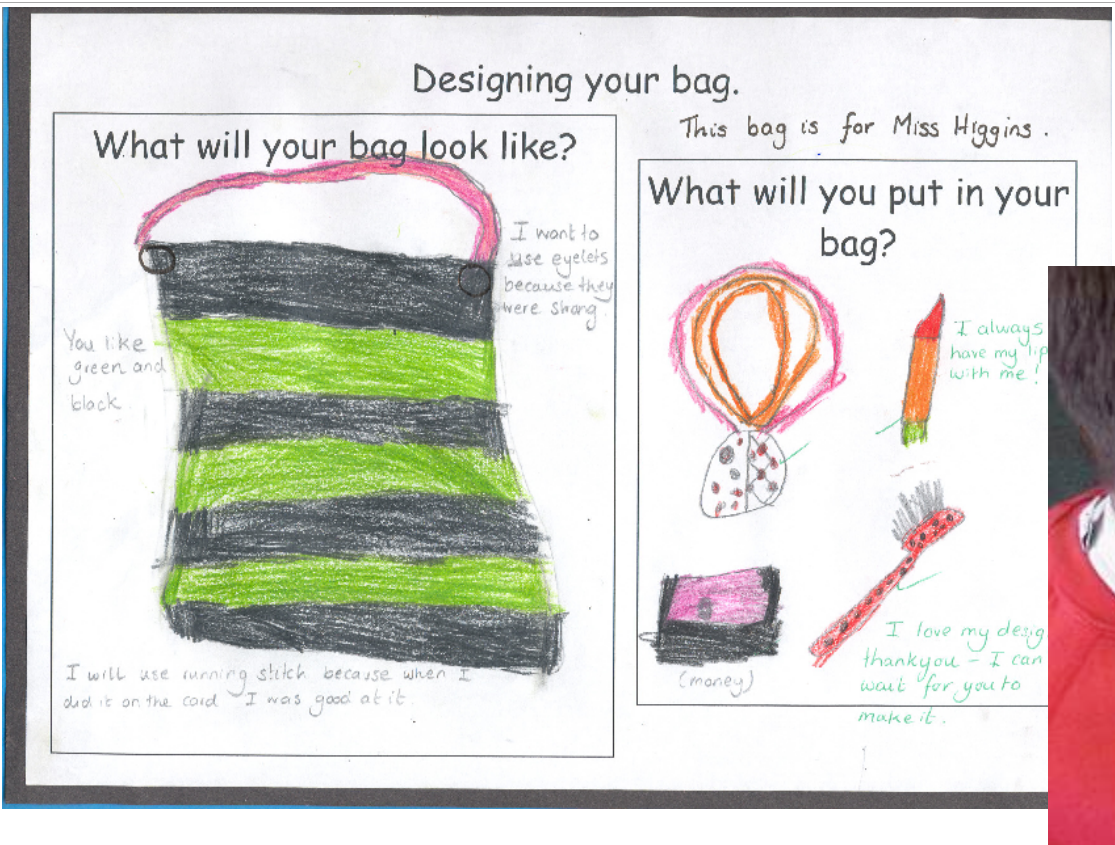 Designing your bag.
This bag is for Miss Higgins.
What will your bag look like?
I want to
use eyelets
because they
were strong.
You like
green and
black.
I will use running stitch because when I
did it on the card I was good at it.
What will you put in your
bag?
I always
have my lip
with me!
(money)
I love my desig
thankyou - I can
wait for you to
make it.